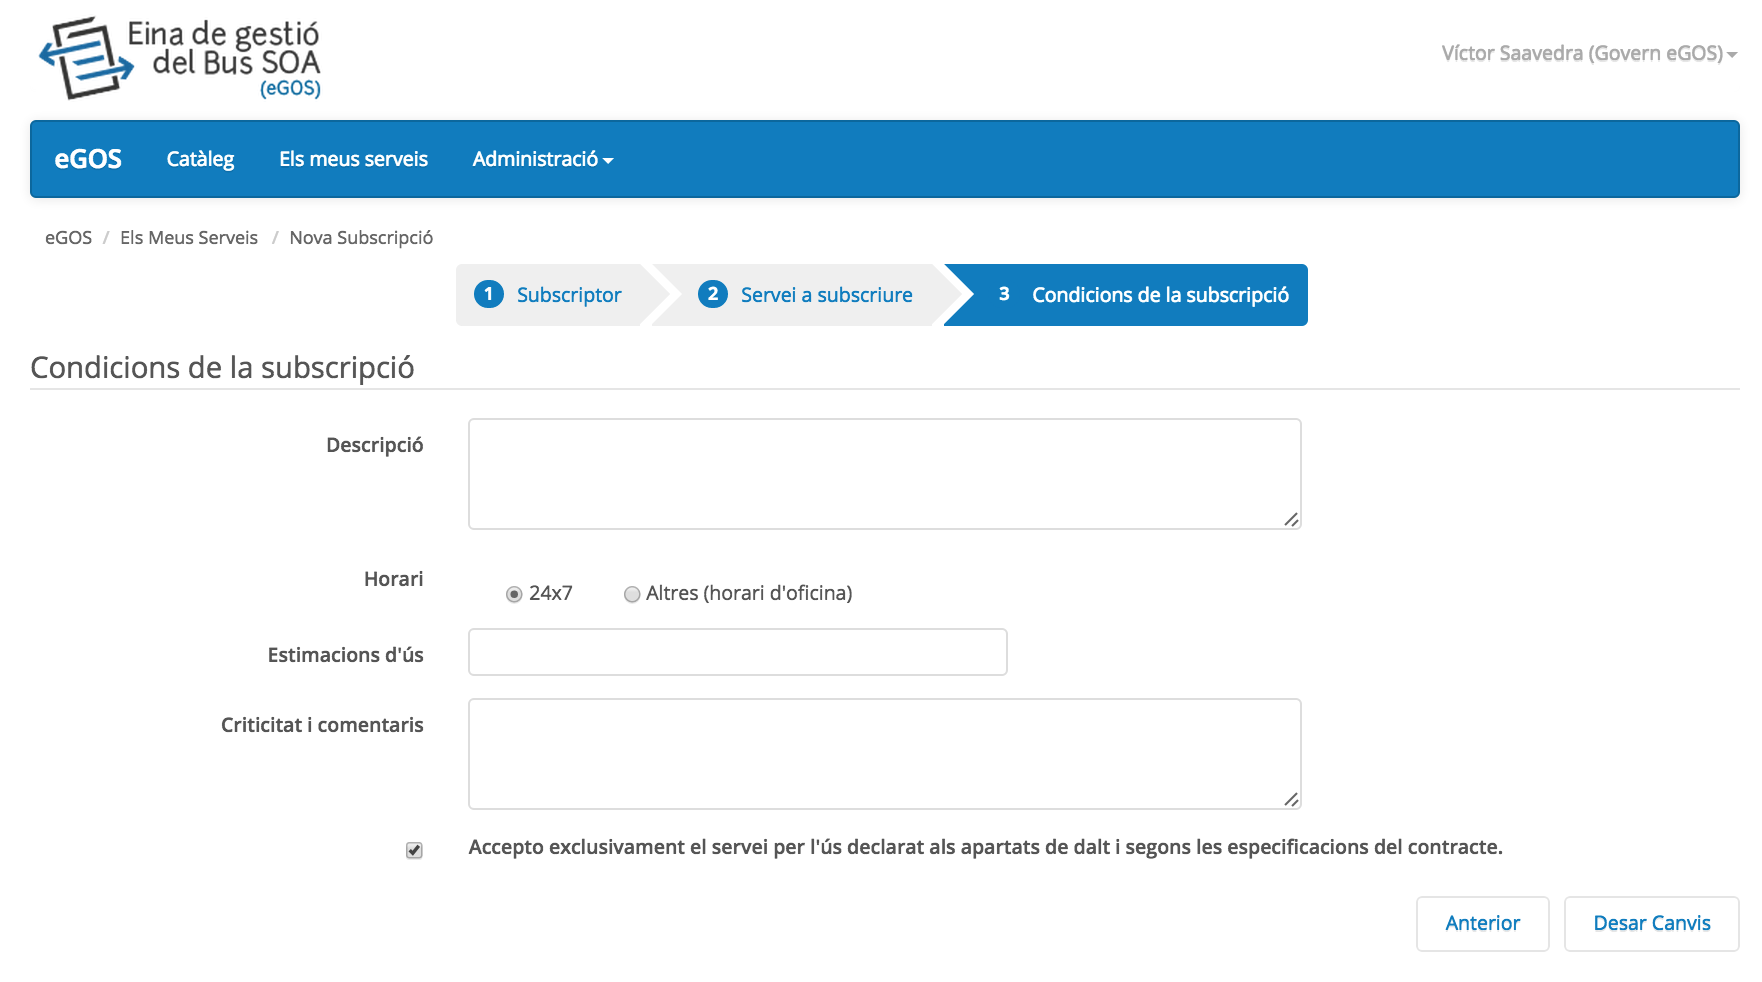 Eina de gestió
del Bus SOA
(eGOS)
Víctor Saavedra (Govern eGOS)
eGOS Catàleg Els meus serveis Administració
eGOS / Els Meus Serveis / Nova Subscripció
1 Subscriptor 2 Servei a subscriure 3 Condicions de la subscripció
Condicions de la subscripció
Descripció
Horari 24x7 Altres (horari d'oficina)
Estimacions d'ús
Criticitat i comentaris
Accepto exclusivament el servei per l'ús declarat als apartats de dalt i segons les especificacions del contracte.
Anterior Desar Canvis